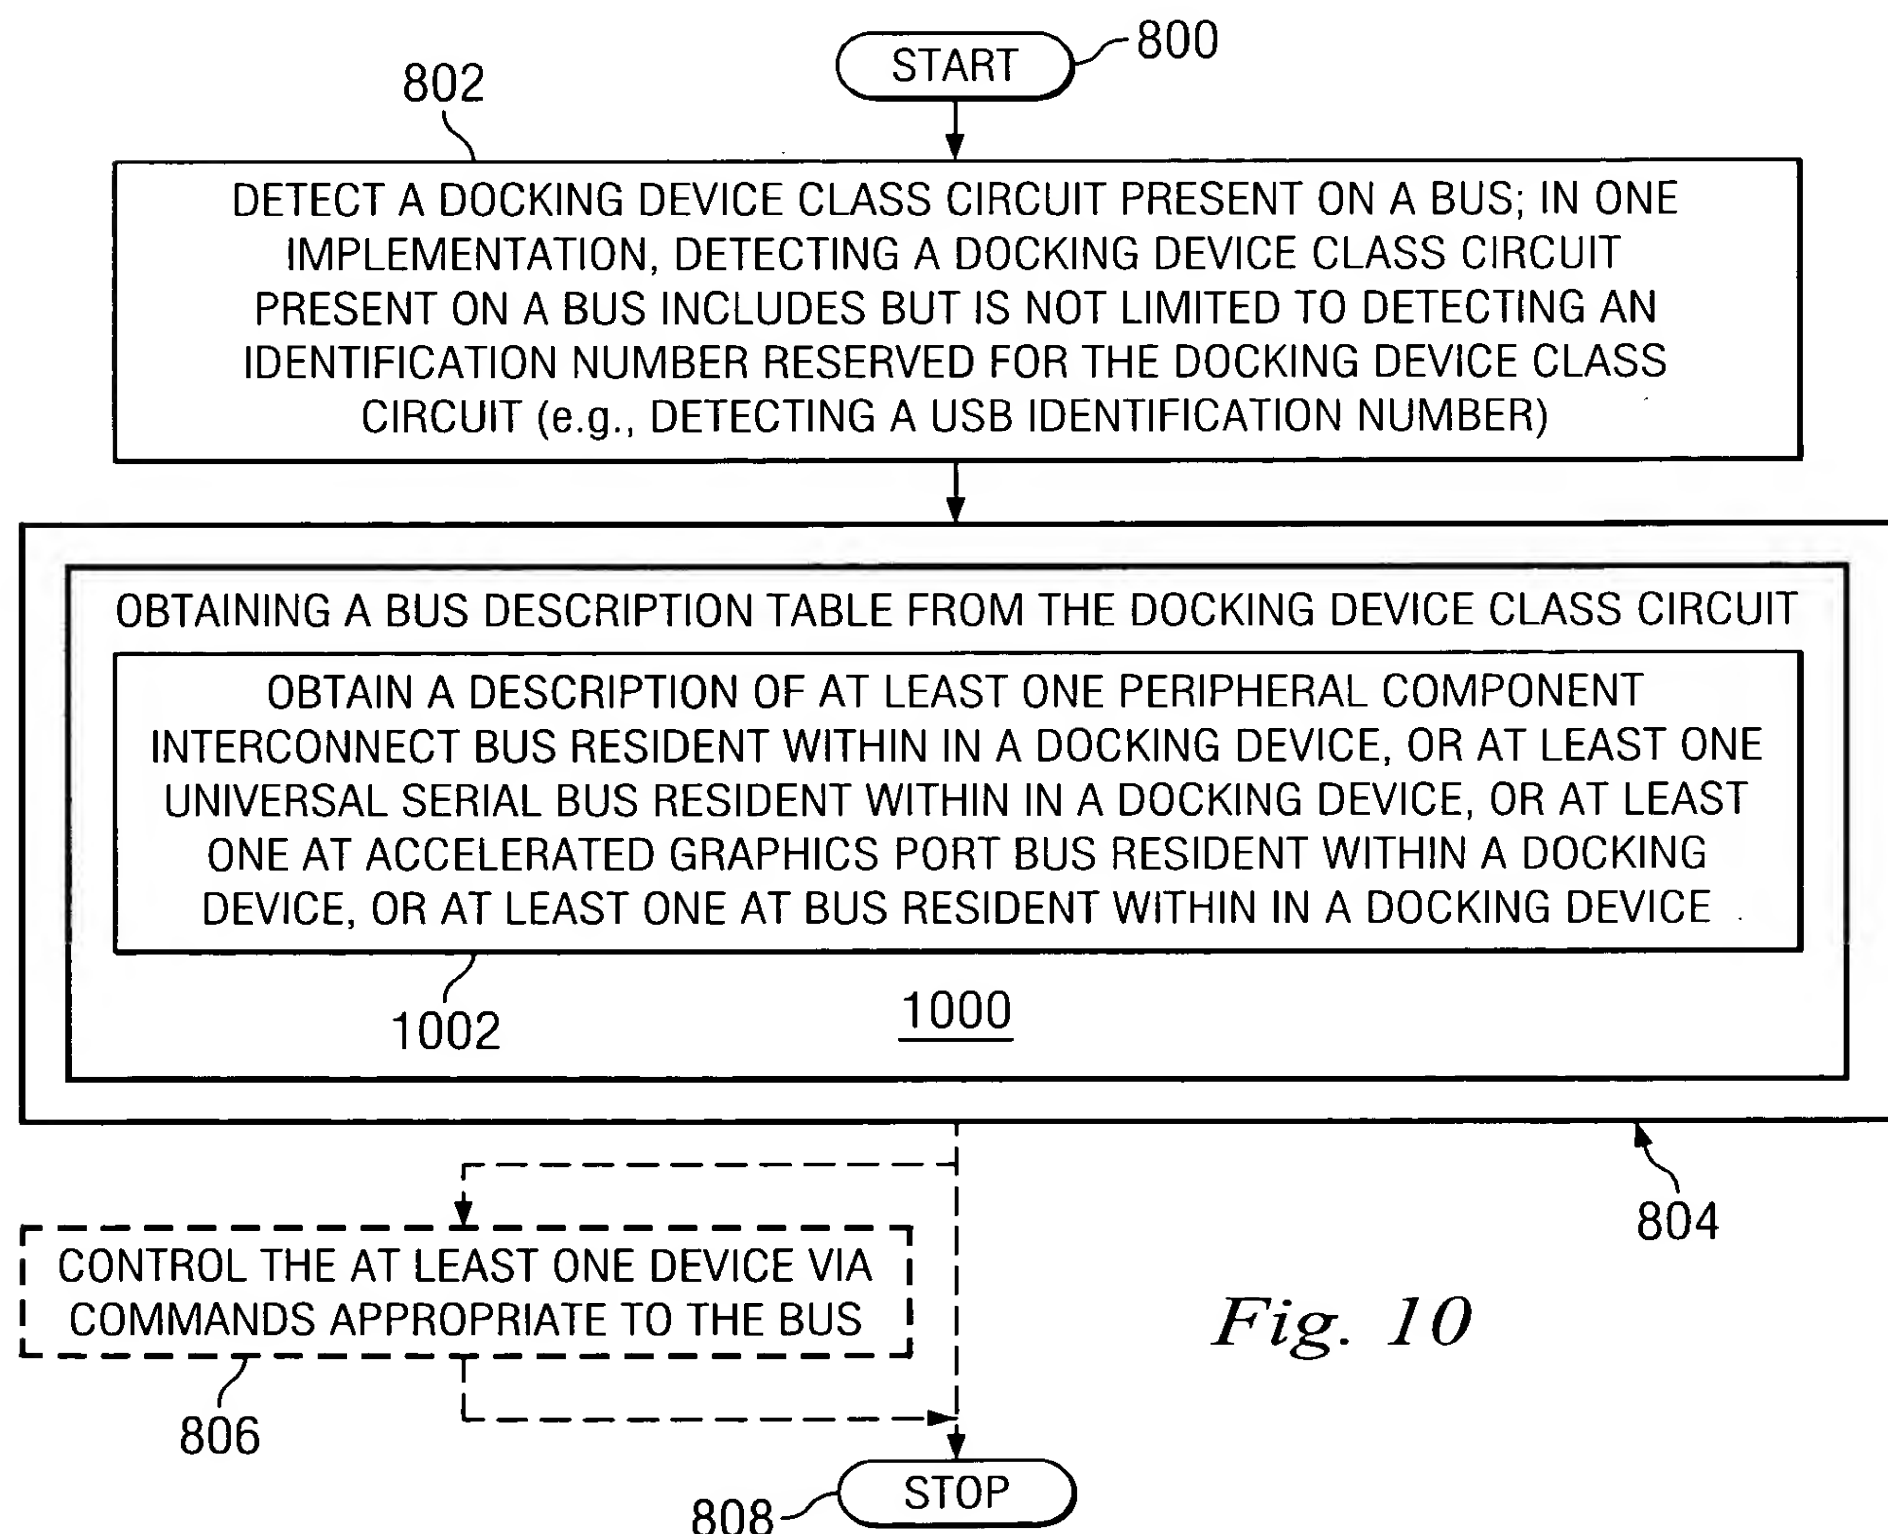 START
800
802
DETECT A DOCKING DEVICE CLASS CIRCUIT PRESENT ON A BUS; IN ONE
IMPLEMENTATION, DETECTING A DOCKING DEVICE CLASS CIRCUIT
PRESENT ON A BUS INCLUDES BUT IS NOT LIMITED TO DETECTING AN
IDENTIFICATION NUMBER RESERVED FOR THE DOCKING DEVICE CLASS
CIRCUIT (e.g., DETECTING A USB IDENTIFICATION NUMBER)
OBTAINING A BUS DESCRIPTION TABLE FROM THE DOCKING DEVICE CLASS CIRCUIT
OBTAIN A DESCRIPTION OF AT LEAST ONE PERIPHERAL COMPONENT
INTERCONNECT BUS RESIDENT WITHIN IN A DOCKING DEVICE, OR AT LEAST ONE
UNIVERSAL SERIAL BUS RESIDENT WITHIN IN A DOCKING DEVICE, OR AT LEAST
ONE AT ACCELERATED GRAPHICS PORT BUS RESIDENT WITHIN A DOCKING
DEVICE, OR AT LEAST ONE AT BUS RESIDENT WITHIN IN A DOCKING DEVICE
1002
1000
804
CONTROL THE AT LEAST ONE DEVICE VIA
COMMANDS APPROPRIATE TO THE BUS
806
Fig. 10
808
STOP